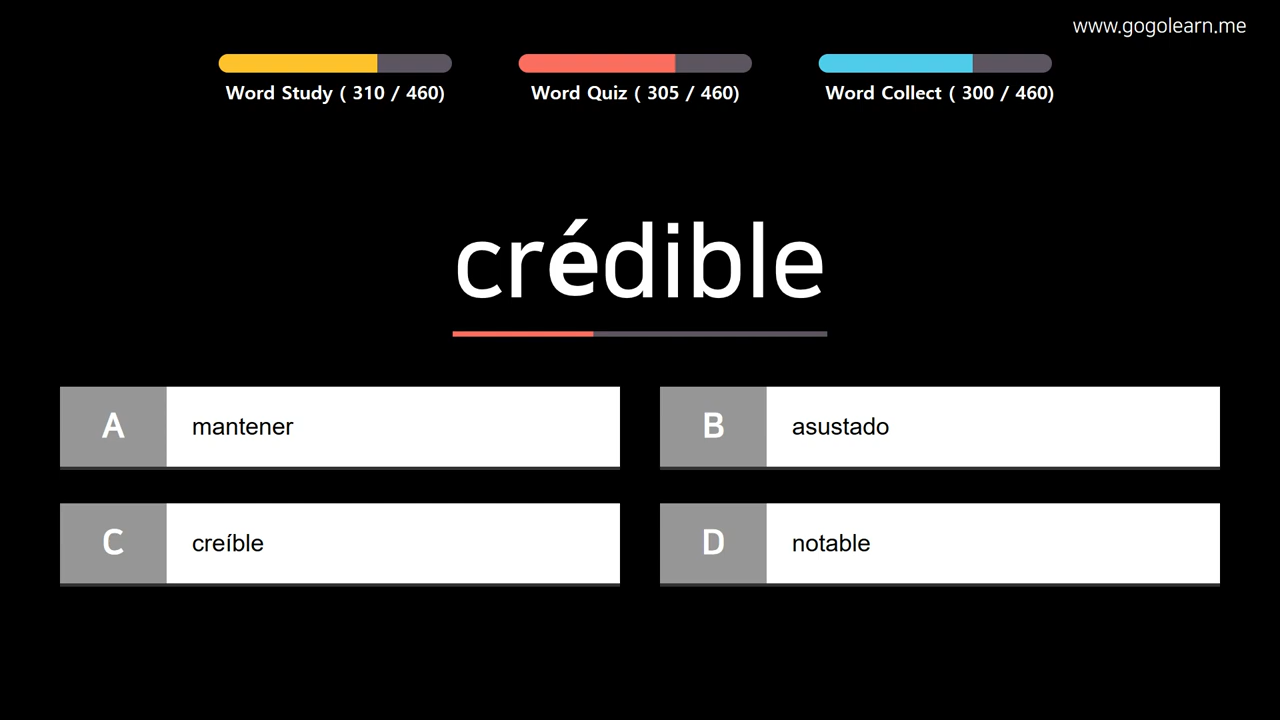 www.gogolearn.me
Word Study ( 310 / 460)
Word Quiz ( 305 / 460)
Word Collect ( 300 / 460)
crédible
A mantener
B asustado
C creíble
D notable